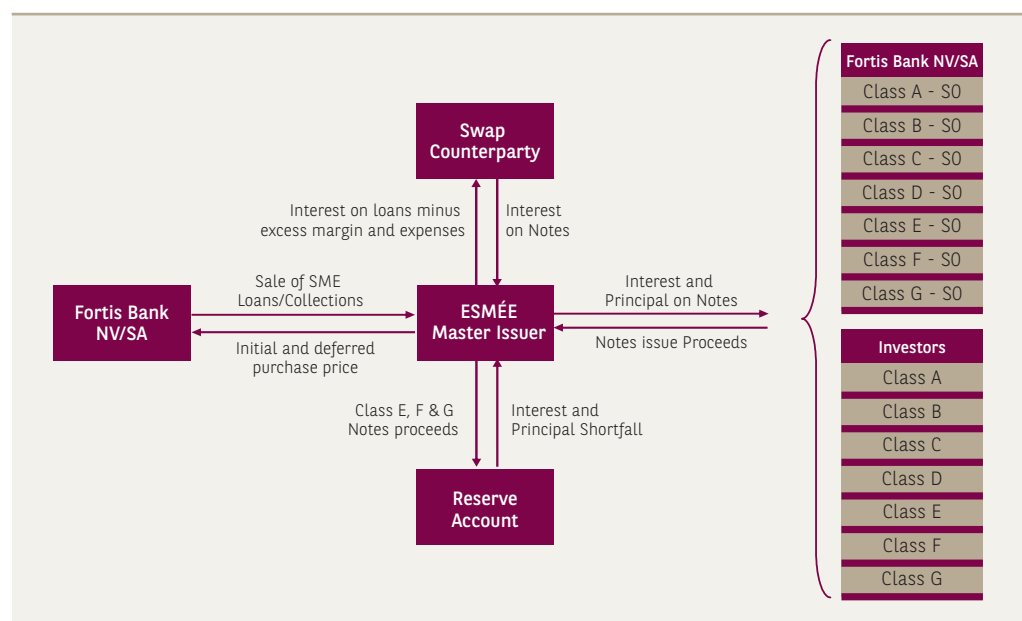 Swap
Counterparty
Interest on loans minus
excess margin and expenses
Interest
on Notes
Fortis Bank
NV/SA
Sale of SME
Loans/Collections
Initial and deferred
purchase price
ESMÉE
Master Issuer
Interest and
Principal on Notes
Notes issue Proceeds
Class E, F & G
Notes proceeds
Interest and
Principal Shortfall
Reserve
Account
Fortis Bank NV/SA
Class A - SO
Class B - SO
Class C - SO
Class D - SO
Class E - SO
Class F - SO
Class G - SO
Investors
Class A
Class B
Class C
Class D
Class E
Class F
Class G